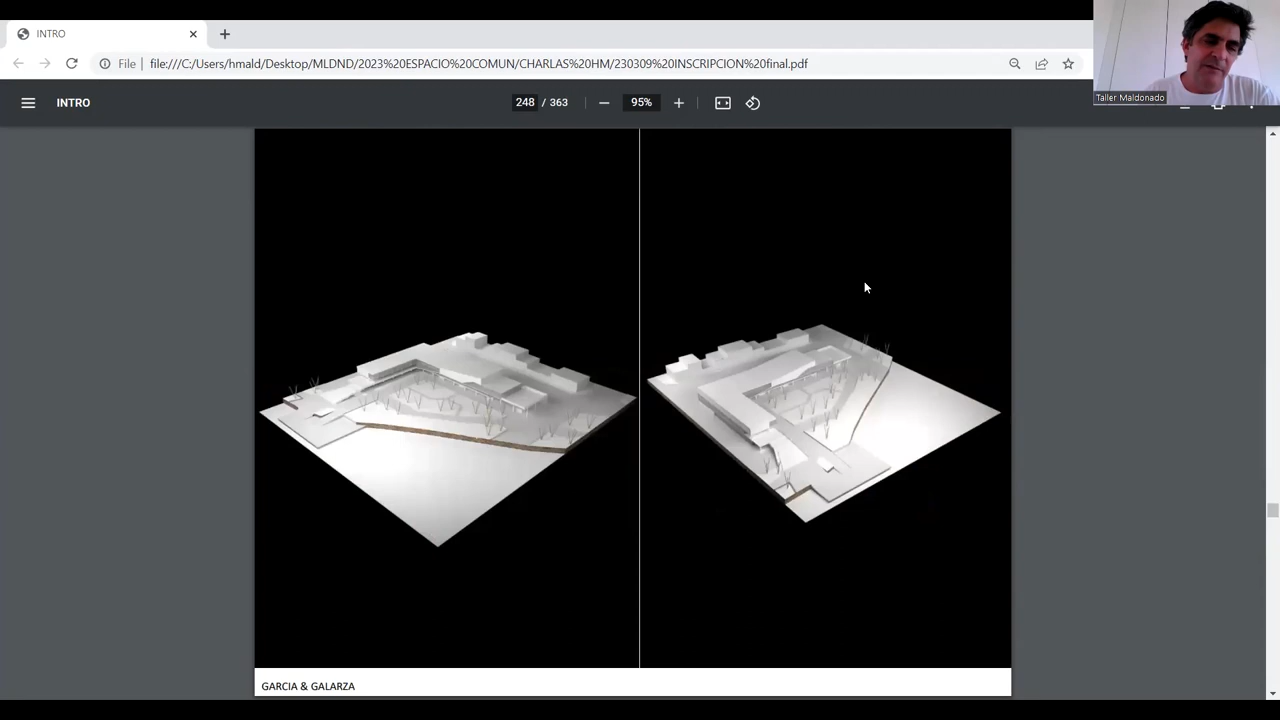 INTRO
File
file:///C:/Users/hmald/Desktop/MLDND/2023%20ESPACIO%20COMUN/CHARLAS%20HM/230309%20INSCRIPCION%20final.pdf
Taller Maldonado
INTRO
248 / 363
95%
GARCIA & GALARZA